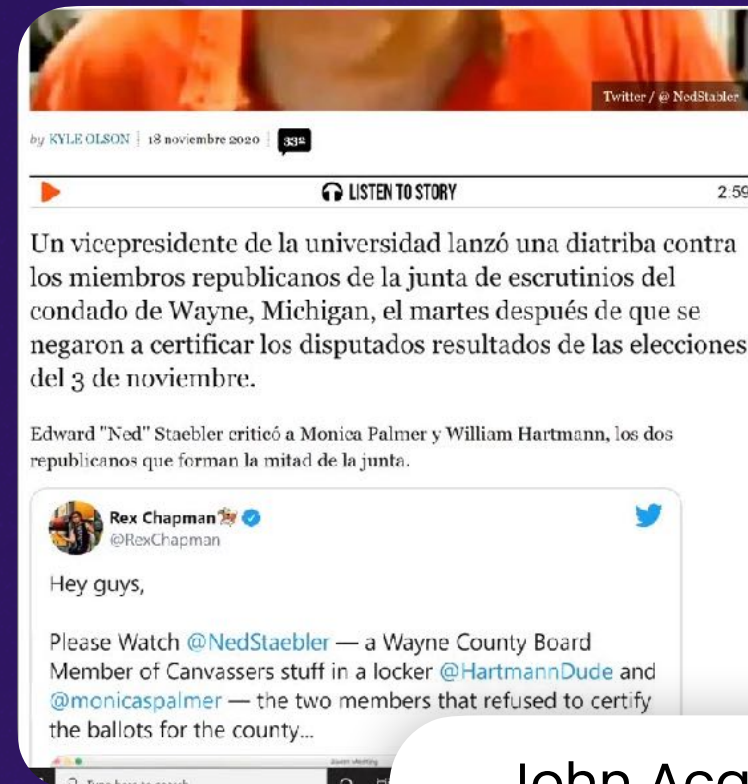 Twitter / @ NedStabler
by KYLE OLSON | 18 noviembre 2020 | 332
LISTEN TO STORY 2:59
Un vicepresidente de la universidad lanzó una diatriba contra
los miembros republicanos de la junta de escrutinios del
condado de Wayne, Michigan, el martes después de que se
negaron a certificar los disputados resultados de las elecciones
del 3 de noviembre.
Edward "Ned" Staebler criticó a Monica Palmer y William Hartmann, los dos
republicanos que forman la mitad de la junta.
Rex Chapman
@RexChapman
Hey guys,
Please Watch @NedStaebler — a Wayne County Board
Member of Canvassers stuff in a locker @HartmannDude and
@monicaspalmer — the two members that refused to certify
the ballots for the county...
John